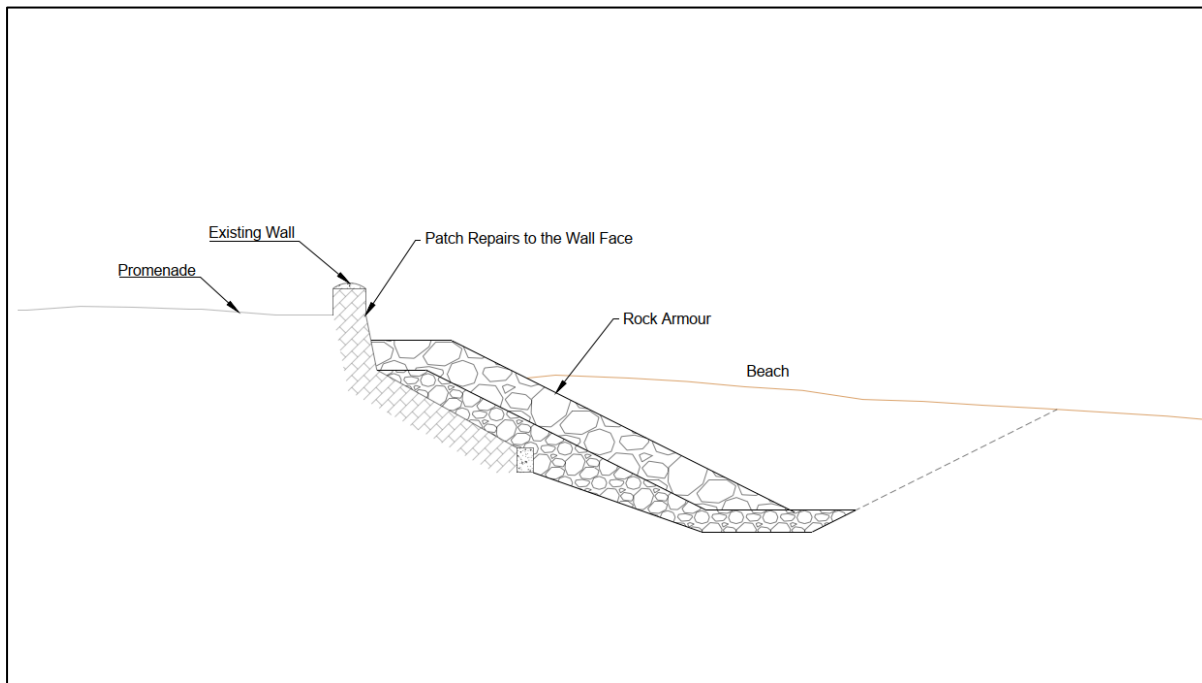 Existing Wall
Patch Repairs to the Wall Face
Promenade
Rock Armour
Beach